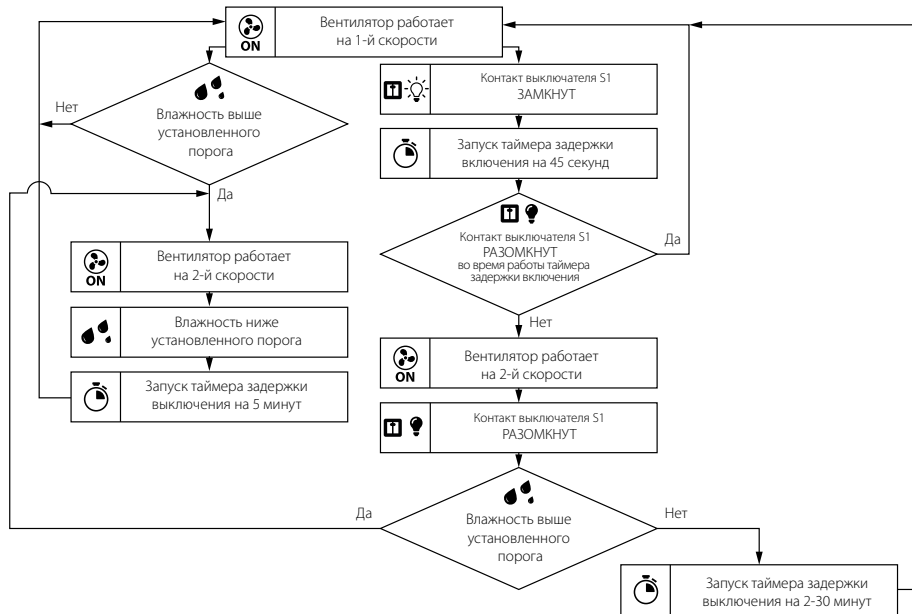 ON
Вентилятор работает
на 1-й скорости
Нет
Влажность выше
установленного
порога
Да
ON
Вентилятор работает
на 2-й скорости
Влажность ниже
установленного порога
Запуск таймера задержки
выключения на 5 минут
Контакт выключателя S1
ЗАМКНУТ
Запуск таймера задержки
включения на 45 секунд
Контакт выключателя S1
РАЗОМКНУТ
во время работы таймера
задержки включения
Да
Нет
ON
Вентилятор работает
на 2-й скорости
Контакт выключателя S1
РАЗОМКНУТ
Да
Влажность выше
установленного
порога
Нет
Запуск таймера задержки
выключения на 2-30 минут